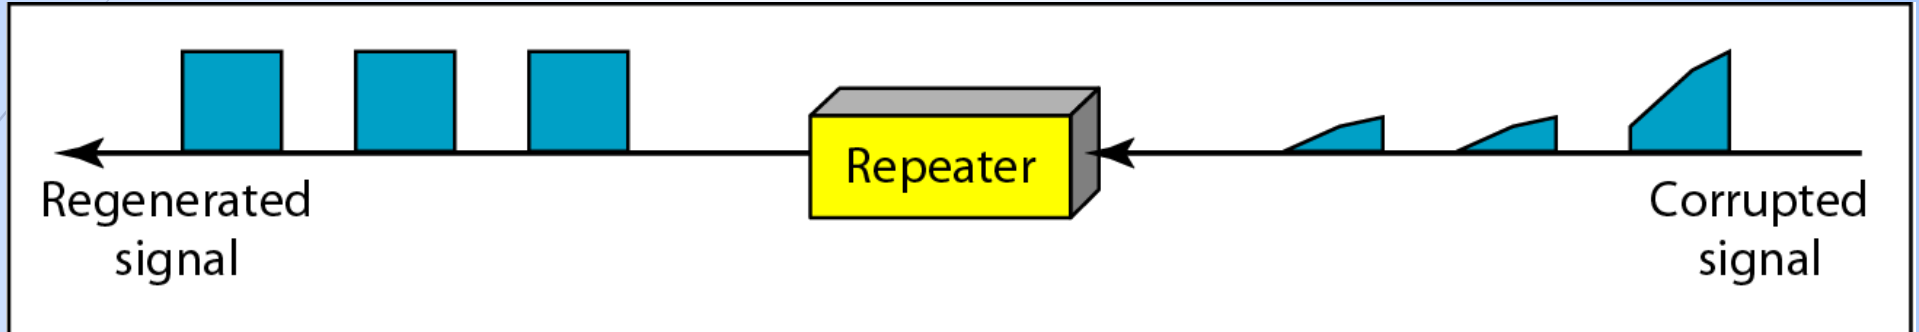 Regenerated
signal
Repeater
Corrupted
signal